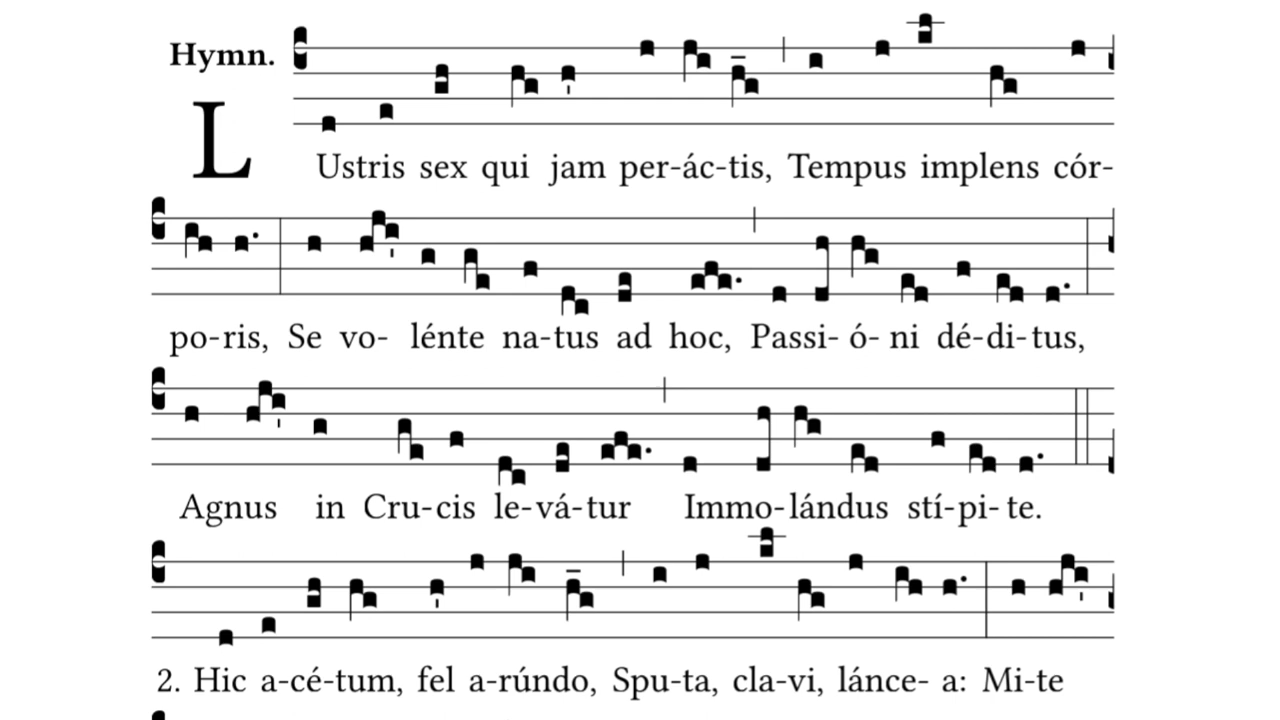 Hymn.
LUstris sex qui jam per-ác-tis, Tempus implens cór-
po-ris, Se vo- lénte na-tus ad hoc, Passi- ó- ni dé-di-tus,
Agnus in Cru-cis le-vá-tur Immo-lándus stí-pi- te.
2. Hic a-cé-tum, fel a-rúndo, Spu-ta, cla-vi, lánce- a: Mi-te